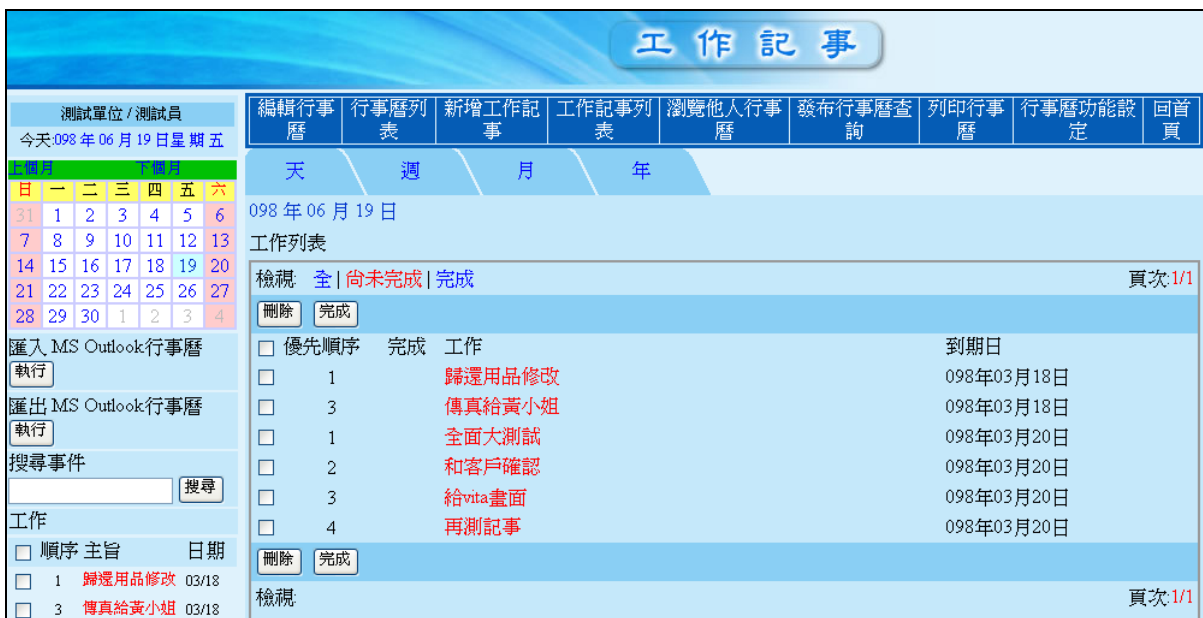 工作記事
測試單位 / 測試員
今天:098 年 06 月 19 日星期五
上個月 下個月
日 一 二 三 四 五 六
31 1 2 3 4 5 6
7 8 9 10 11 12 13
14 15 16 17 18 19 20
21 22 23 24 25 26 27
28 29 30 1 2 3 4
匯入 MS Outlook行事曆
執行
匯出 MS Outlook行事曆
執行
搜尋事件
搜尋
工作
順序 主旨 日期
1 歸還用品修改 03/18
3 傳真給黃小姐 03/18
編輯行事曆 行事曆列表 新增工作記事 工作記事列表 瀏覽他人行事曆 發布行事曆查詢 列印行事曆 行事曆功能設定 回首頁
天 週 月 年
098 年 06 月 19 日
工作列表
檢視: 全 | 尚未完成 | 完成 頁次:1/1
刪除 完成
優先順序 完成 工作 到期日
1 歸還用品修改 098年03月18日
3 傳真給黃小姐 098年03月18日
1 全面大測試 098年03月20日
2 和客戶確認 098年03月20日
3 給vita畫面 098年03月20日
4 再測記事 098年03月20日
刪除 完成
檢視: 頁次:1/1